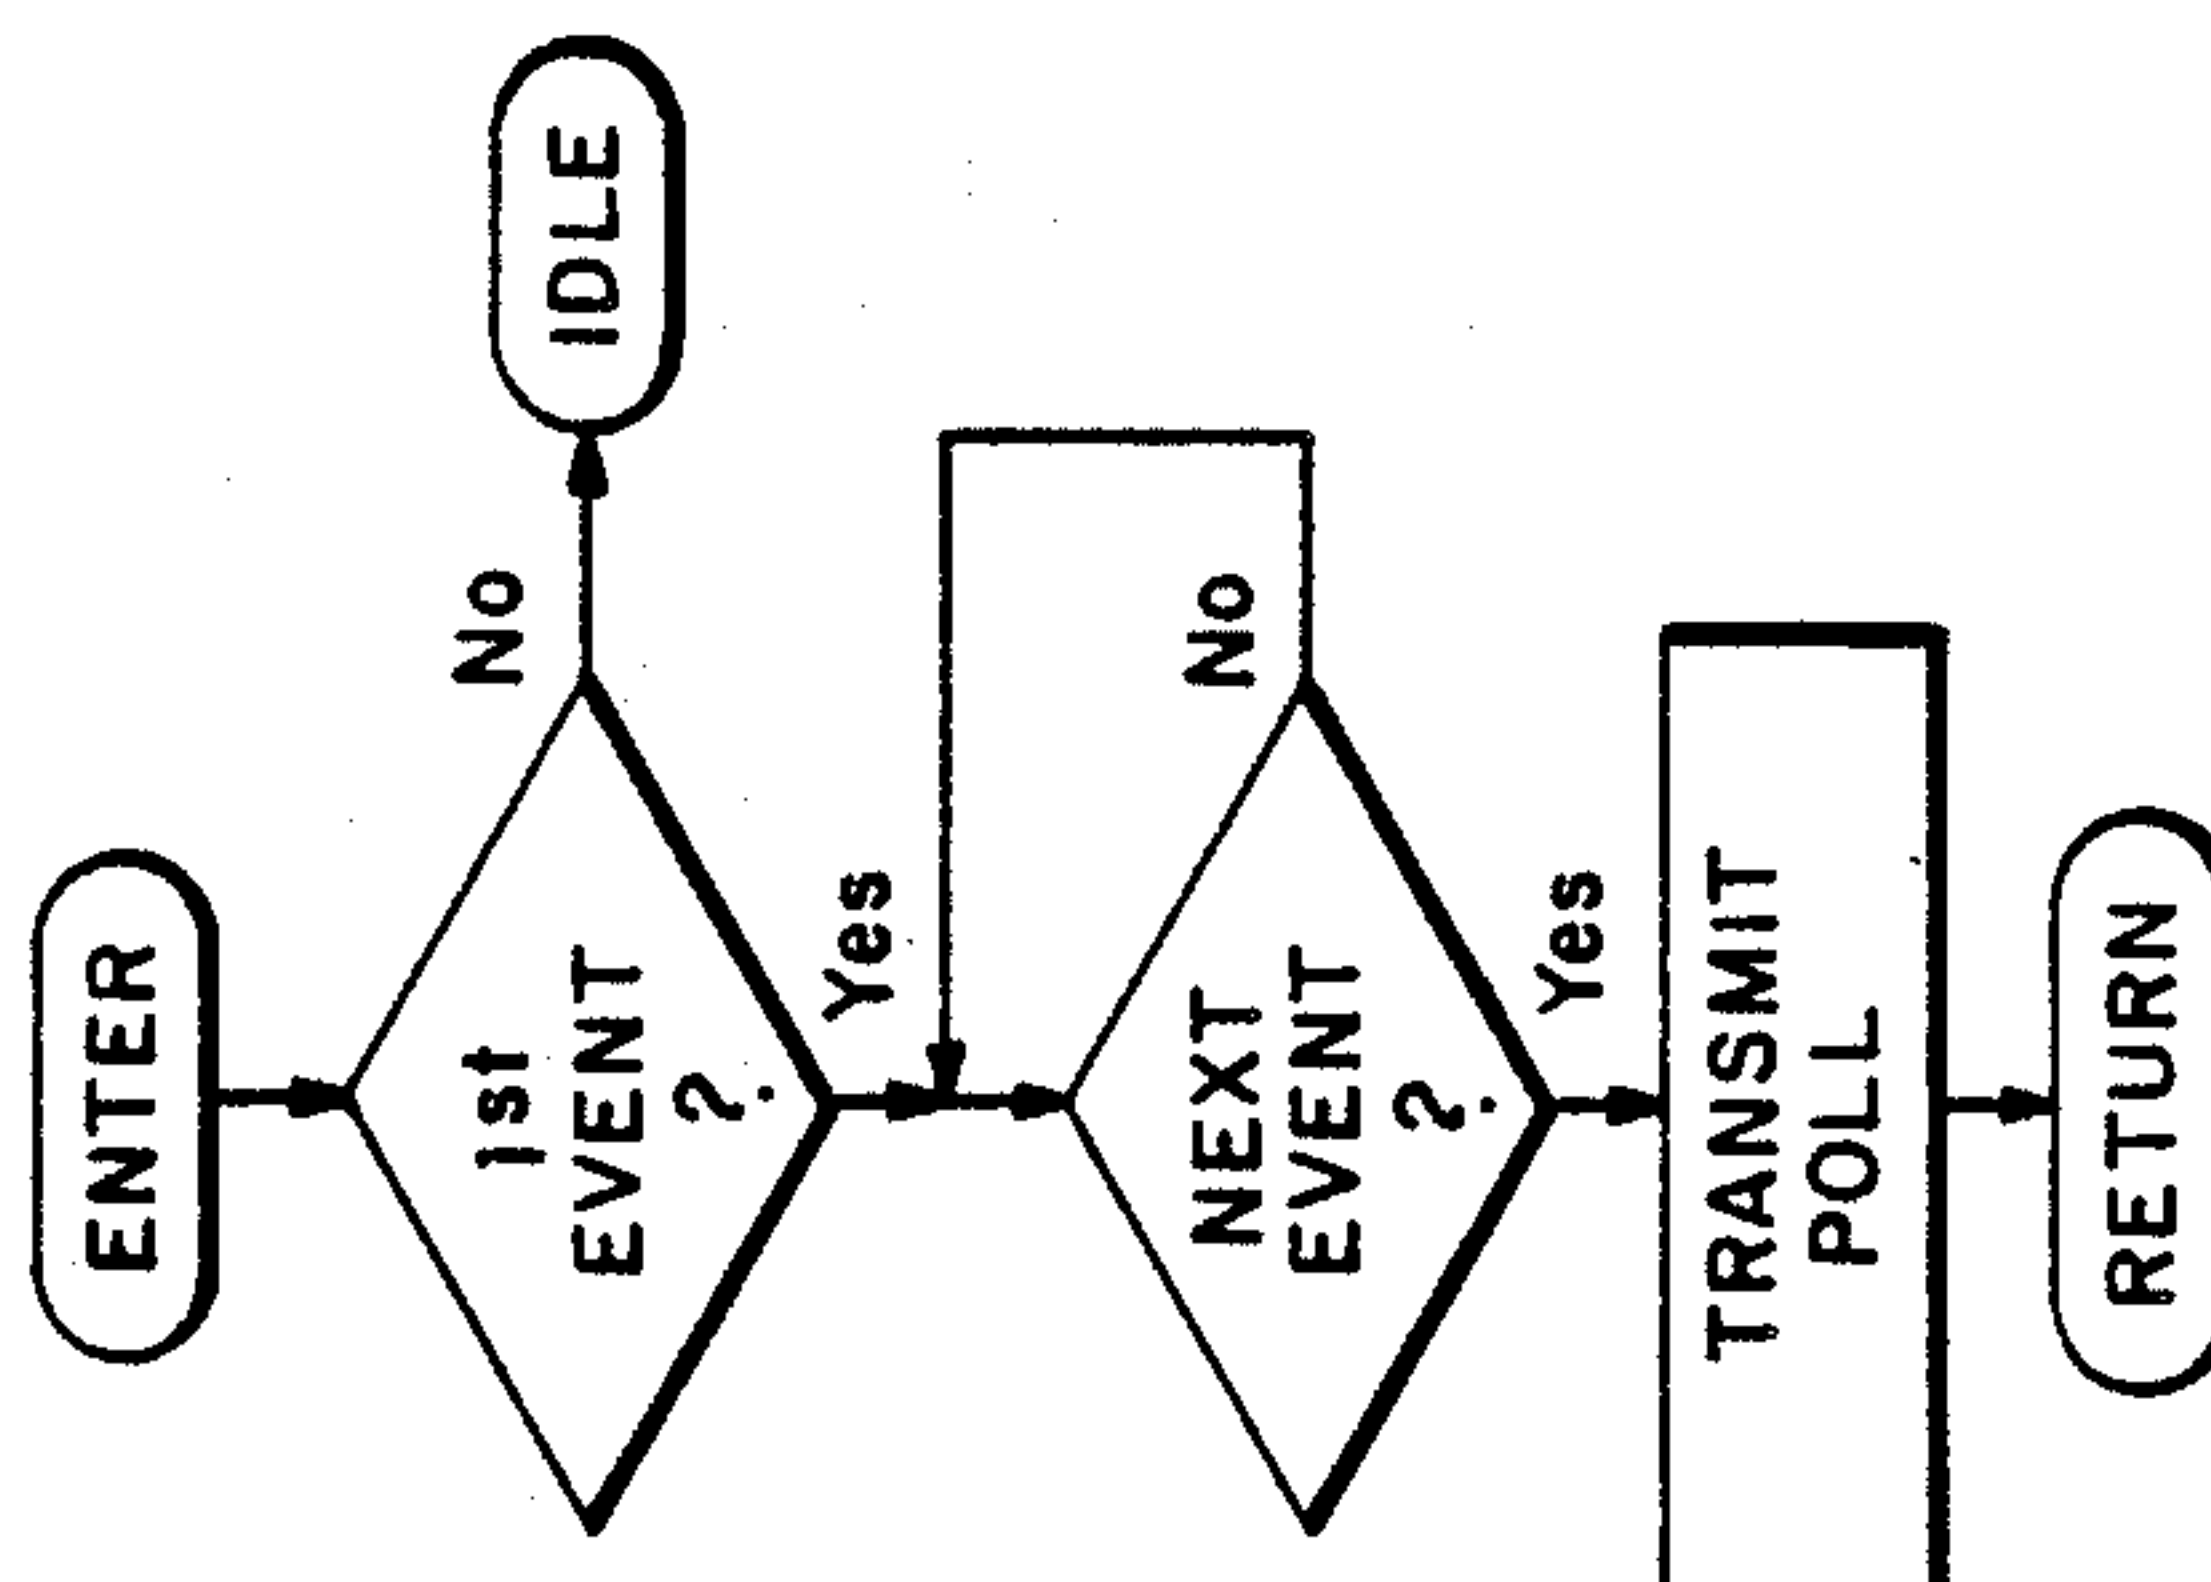 ENTER
1st
EVENT
?
No
IDLE
Yes
NEXT
EVENT
?
No
Yes
TRANSMIT
POLL
RETURN